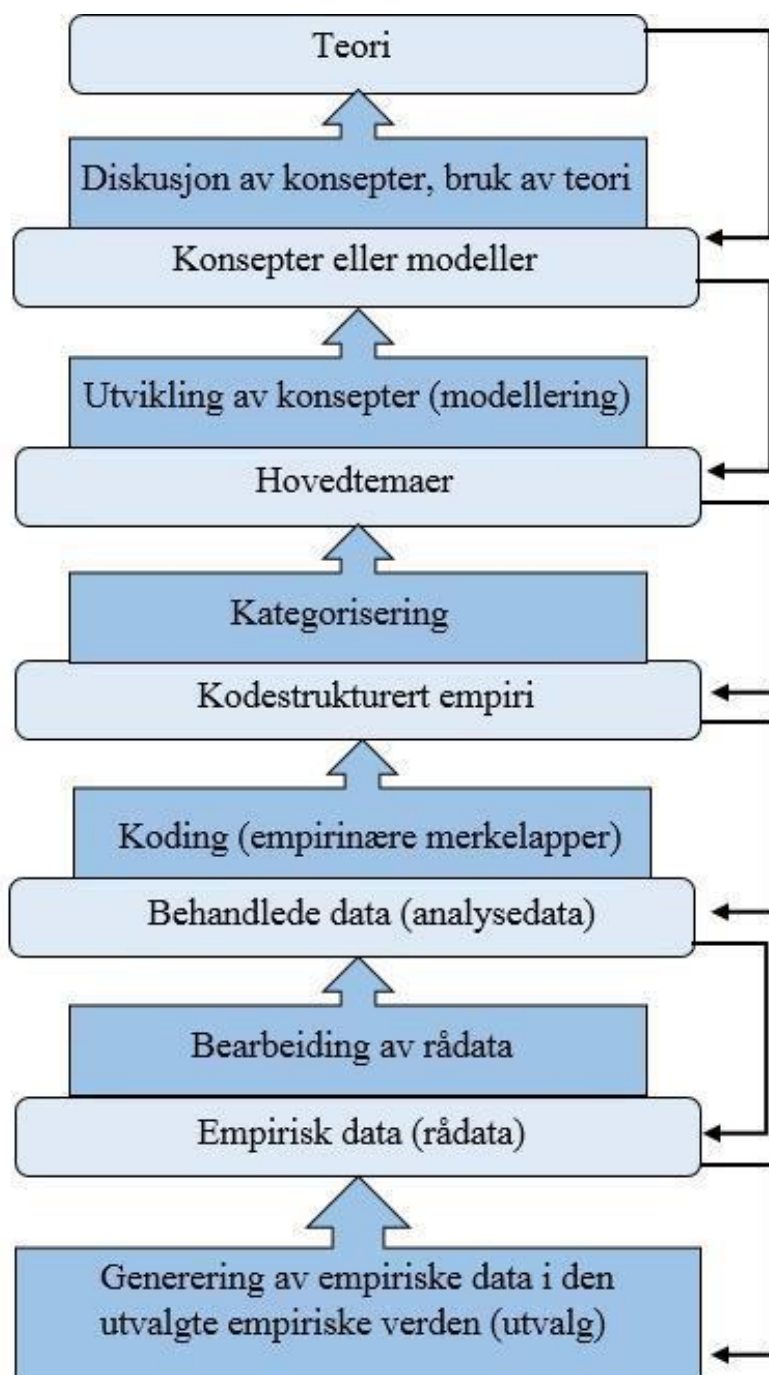 Teori
Diskusjon av konsepter, bruk av teori
Konsepter eller modeller
Utvikling av konsepter (modellering)
Hovedtemaer
Kategorisering
Kodestrukturert empiri
Koding (empirinære merkelapper)
Behandlede data (analysedata)
Bearbeiding av rådata
Empirisk data (rådata)
Generering av empiriske data i den
utvalgte empiriske verden (utvalg)